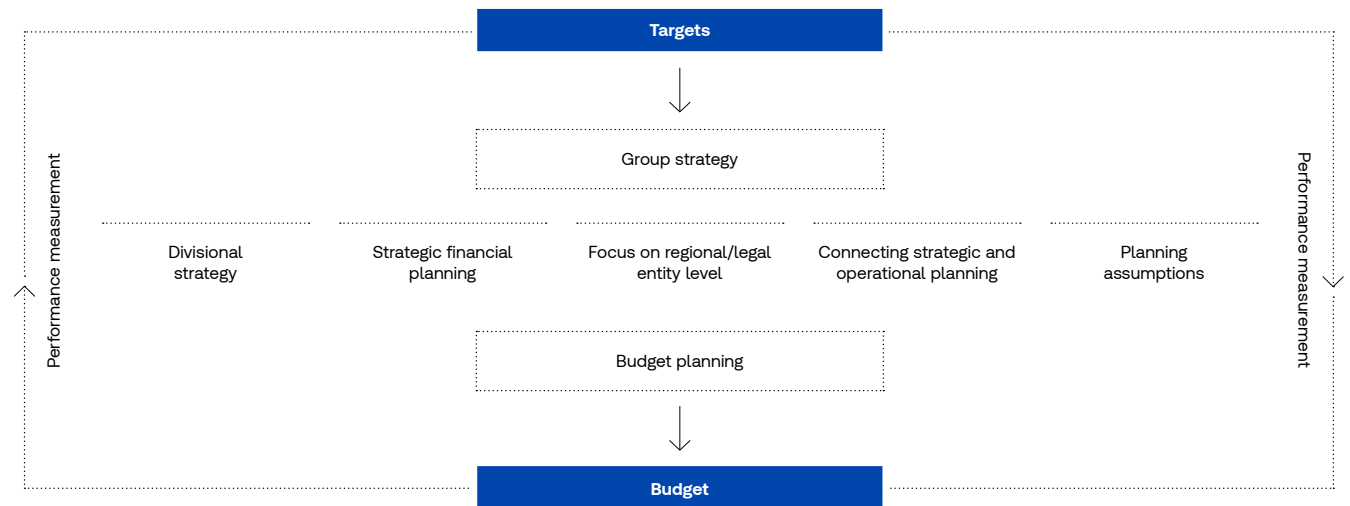 Targets
Group strategy
Performance measurement
Divisional
strategy
Strategic financial
planning
Focus on regional/legal
entity level
Connecting strategic and
operational planning
Planning
assumptions
Performance measurement
Budget planning
Budget